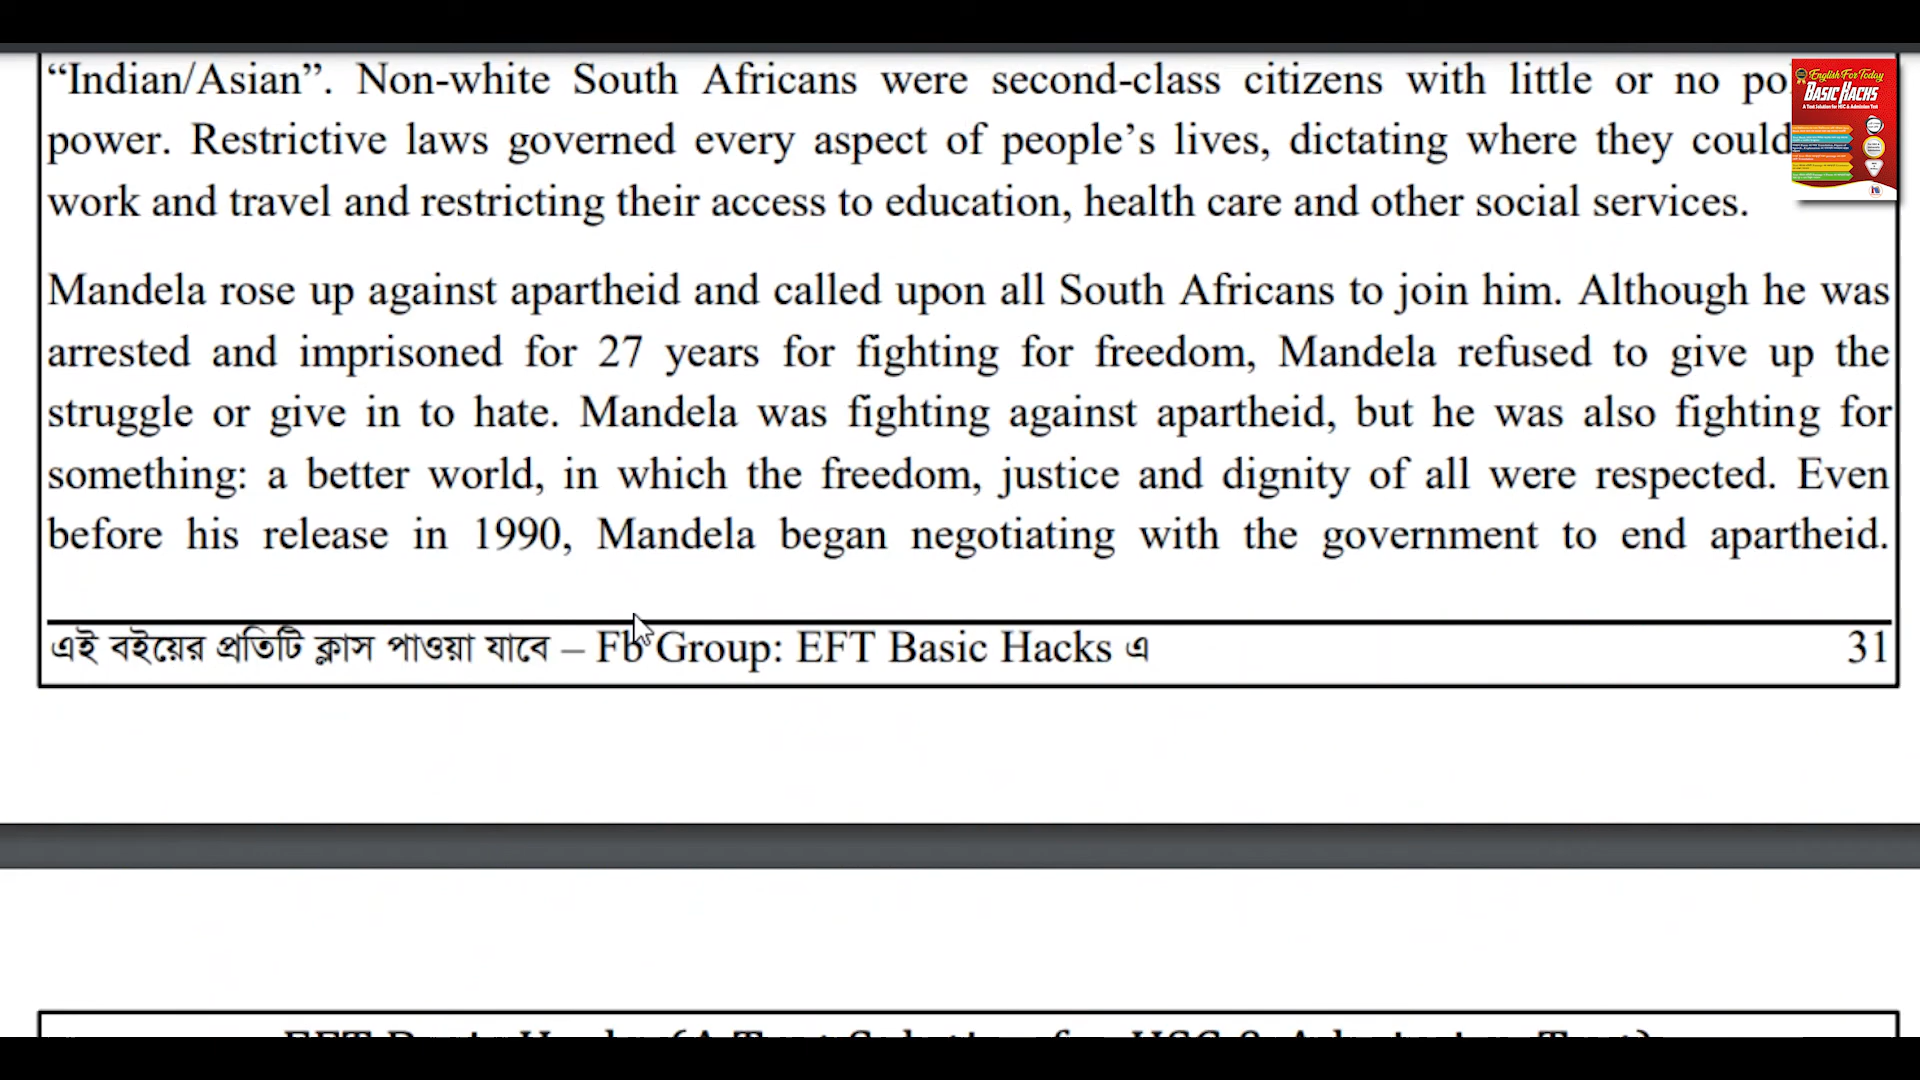 “Indian/Asian”. Non-white South Africans were second-class citizens with little or no
power. Restrictive laws governed every aspect of people’s lives, dictating where they could
work and travel and restricting their access to education, health care and other social services.
Mandela rose up against apartheid and called upon all South Africans to join him. Although he was
arrested and imprisoned for 27 years for fighting for freedom, Mandela refused to give up the
struggle or give in to hate. Mandela was fighting against apartheid, but he was also fighting for
something: a better world, in which the freedom, justice and dignity of all were respected. Even
before his release in 1990, Mandela began negotiating with the government to end apartheid.
এই বইয়ের প্রতিটি ক্লাস পাওয়া যাবে – Fb Group: EFT Basic Hacks এ 31
English For Today
BASIC HACKS